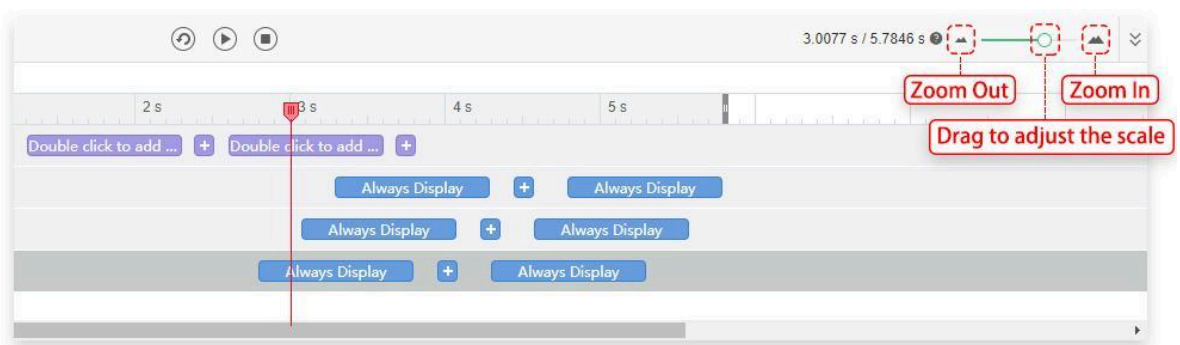 3.0077 s / 5.7846 s ?
Zoom Out
Zoom In
2 s 3 s 4 s 5 s
Drag to adjust the scale
Double click to add ... + Double click to add ... +
Always Display + Always Display
Always Display + Always Display
Always Display + Always Display